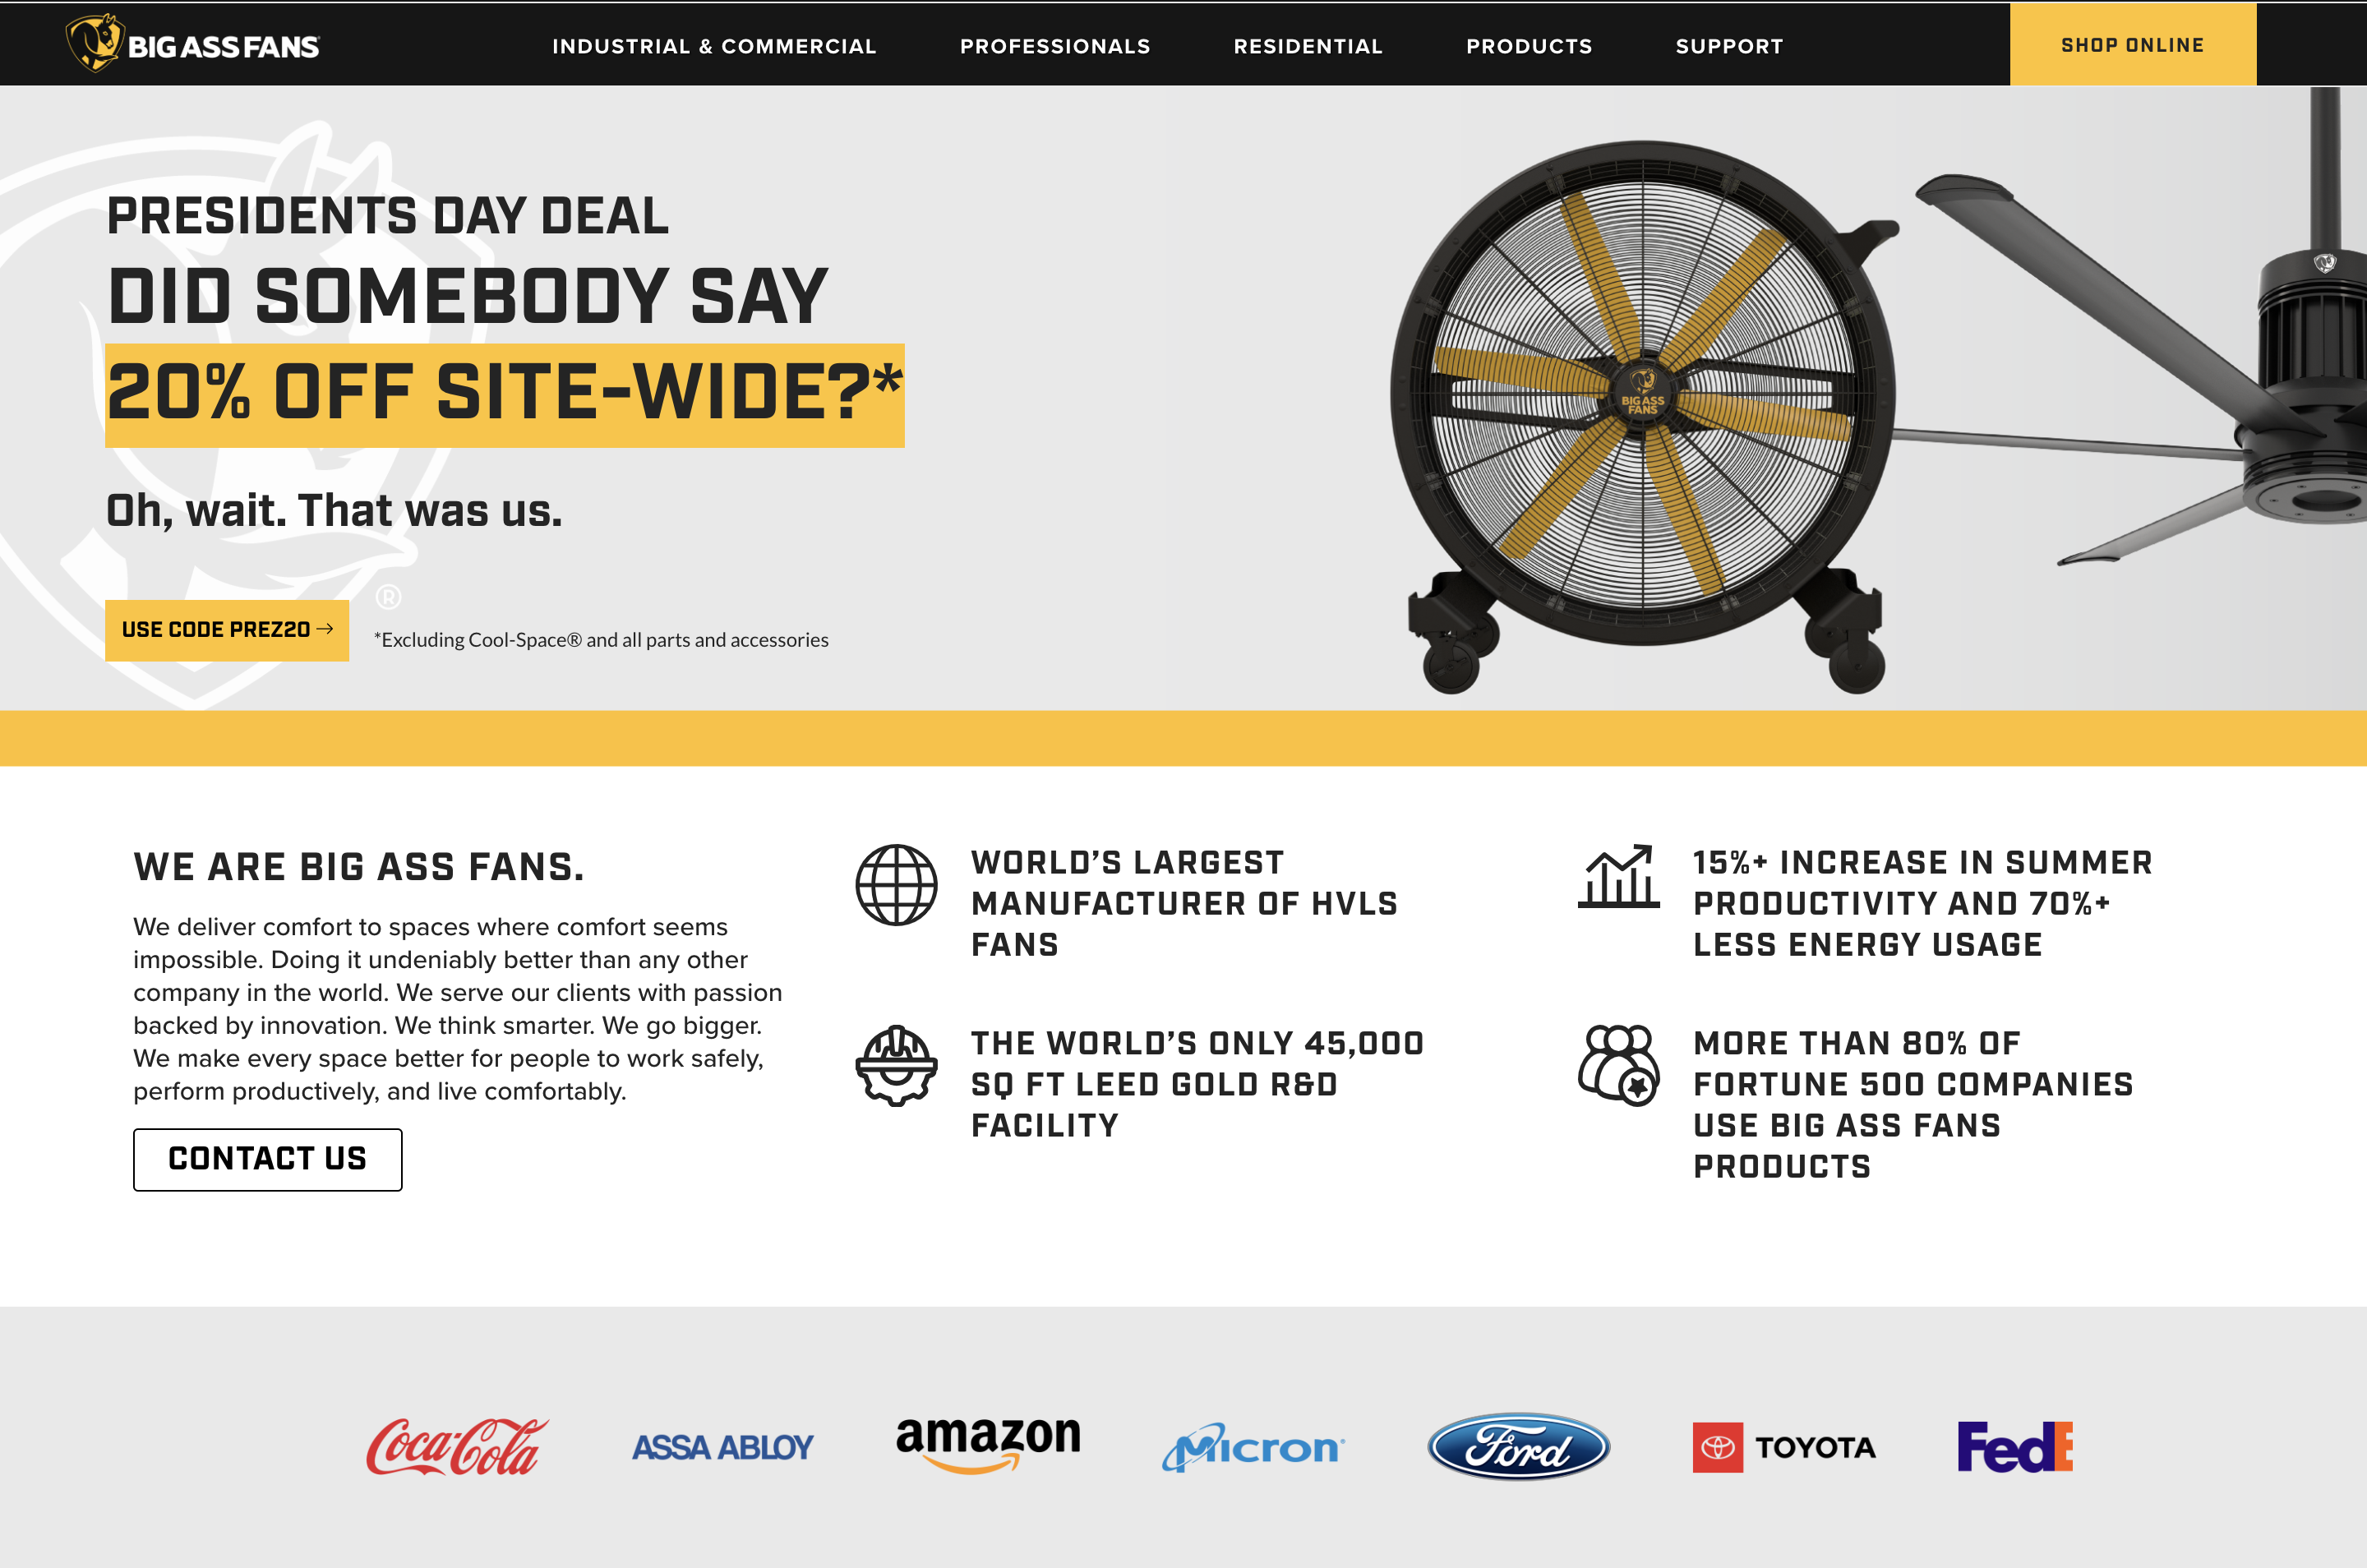 BIG ASS FANS
INDUSTRIAL & COMMERCIAL
PROFESSIONALS
RESIDENTIAL
PRODUCTS
SUPPORT
SHOP ONLINE
PRESIDENTS DAY DEAL
DID SOMEBODY SAY
20% OFF SITE-WIDE?*
Oh, wait. That was us.
USE CODE PREZ20 →
*Excluding Cool-Space® and all parts and accessories
®
BIG ASS
FANS
WE ARE BIG ASS FANS.
We deliver comfort to spaces where comfort seems
impossible. Doing it undeniably better than any other
company in the world. We serve our clients with passion
backed by innovation. We think smarter. We go bigger.
We make every space better for people to work safely,
perform productively, and live comfortably.
CONTACT US
WORLD’S LARGEST
MANUFACTURER OF HVLS
FANS
THE WORLD’S ONLY 45,000
SQ FT LEED GOLD R&D
FACILITY
15%+ INCREASE IN SUMMER
PRODUCTIVITY AND 70%+
LESS ENERGY USAGE
MORE THAN 80% OF
FORTUNE 500 COMPANIES
USE BIG ASS FANS
PRODUCTS
Coca-Cola
ASSA ABLOY
amazon
Micron
Ford
TOYOTA
FedE